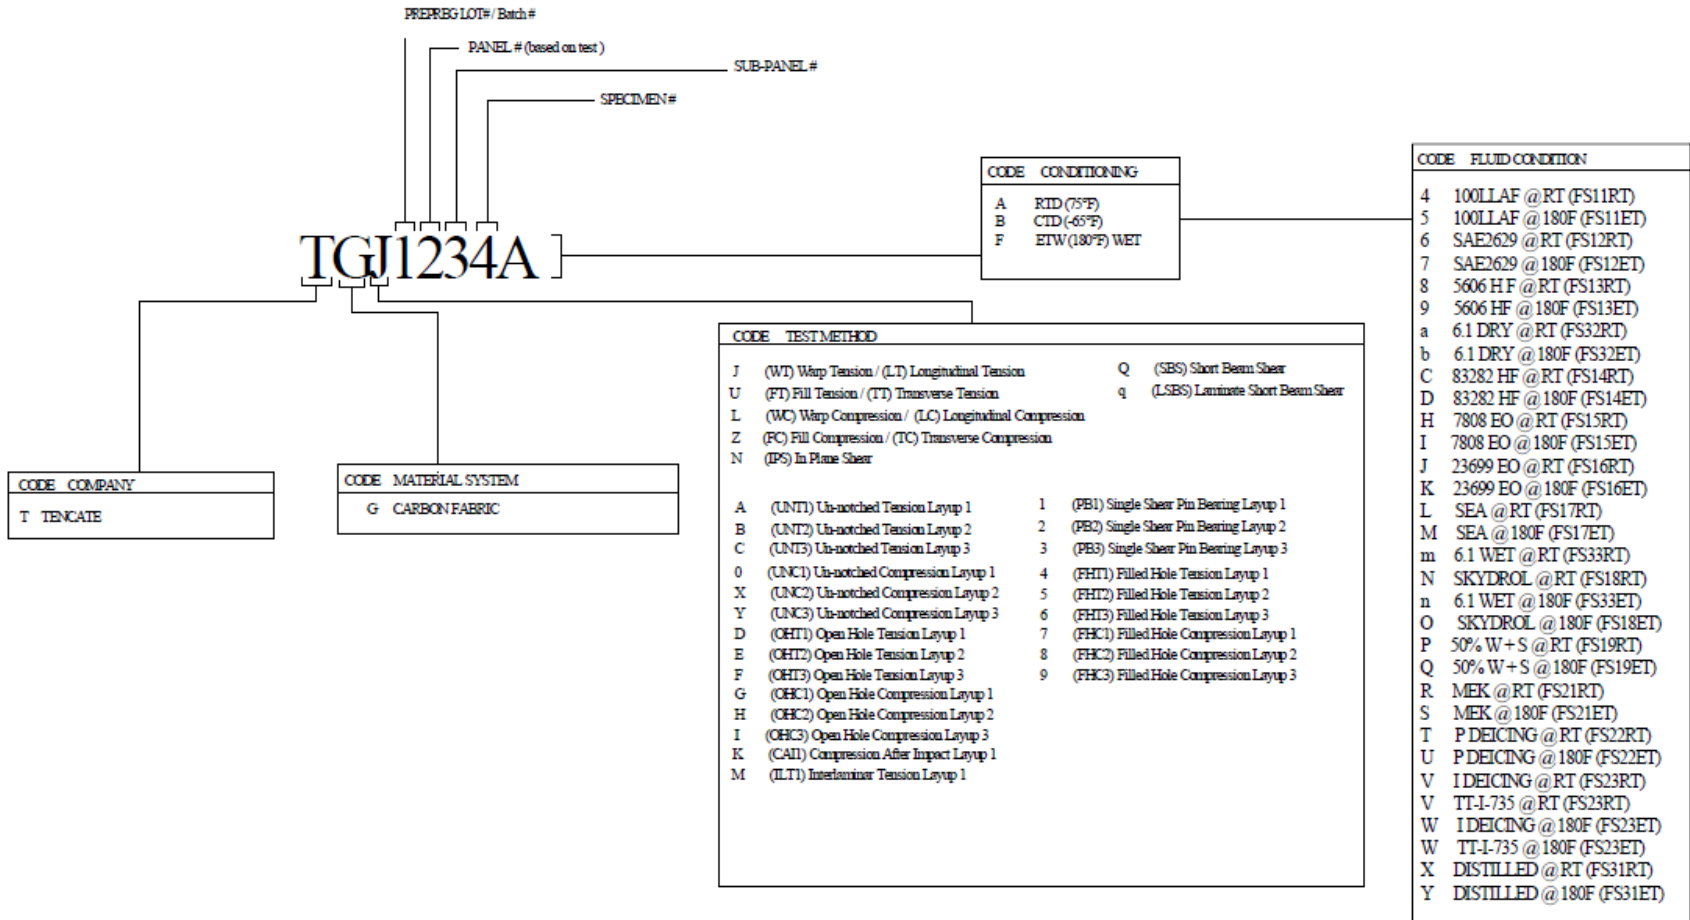 PREPREG LOT# / Batch #
PANEL # (based on test )
SUB-PANEL #
SPECIMEN #
TGJ1234A
CODE CONDITIONING
A RTD (75°F)
B CTD (-65°F)
F ETW (180°F) WET
CODE FLUID CONDITION
4 100LLAF @ RT (FS11RT)
5 100LLAF @ 180F (FS11ET)
6 SAE2629 @ RT (FS12RT)
7 SAE2629 @ 180F (FS12ET)
8 5606 H F @ RT (FS13RT)
9 5606 HF @ 180F (FS13ET)
a 6.1 DRY @ RT (FS32RT)
b 6.1 DRY @ 180F (FS32ET)
C 83282 HF @ RT (FS14RT)
D 83282 HF @ 180F (FS14ET)
H 7808 EO @ RT (FS15RT)
I 7808 EO @ 180F (FS15ET)
J 23699 EO @ RT (FS16RT)
K 23699 EO @ 180F (FS16ET)
L SEA @ RT (FS17RT)
M SEA @ 180F (FS17ET)
m 6.1 WET @ RT (FS33RT)
N SKYDROL @ RT (FS18RT)
n 6.1 WET @ 180F (FS33ET)
O SKYDROL @ 180F (FS18ET)
P 50% W + S @ RT (FS19RT)
Q 50% W + S @ 180F (FS19ET)
R MEK @ RT (FS21RT)
S MEK @ 180F (FS21ET)
T P DEICING @ RT (FS22RT)
U P DEICING @ 180F (FS22ET)
V I DEICING @ RT (FS23RT)
V TT-I-735 @ RT (FS23RT)
W I DEICING @ 180F (FS23ET)
W TT-I-735 @ 180F (FS23ET)
X DISTILLED @ RT (FS31RT)
Y DISTILLED @ 180F (FS31ET)
CODE TEST METHOD
J (WT) Warp Tension / (LT) Longitudinal Tension
U (FT) Fill Tension / (TT) Transverse Tension
L (WC) Warp Compression / (LC) Longitudinal Compression
Z (FC) Fill Compression / (TC) Transverse Compression
N (IPS) In Plane Shear
Q (SBS) Short Beam Shear
q (LSBS) Laminate Short Beam Shear
A (UNT1) Un-notched Tension Layup 1
B (UNT2) Un-notched Tension Layup 2
C (UNT3) Un-notched Tension Layup 3
0 (UNC1) Un-notched Compression Layup 1
X (UNC2) Un-notched Compression Layup 2
Y (UNC3) Un-notched Compression Layup 3
D (OHT1) Open Hole Tension Layup 1
E (OHT2) Open Hole Tension Layup 2
F (OHT3) Open Hole Tension Layup 3
G (OHC1) Open Hole Compression Layup 1
H (OHC2) Open Hole Compression Layup 2
I (OHC3) Open Hole Compression Layup 3
K (CAI1) Compression After Impact Layup 1
M (ILT1) Interlaminar Tension Layup 1
1 (PB1) Single Shear Pin Bearing Layup 1
2 (PB2) Single Shear Pin Bearing Layup 2
3 (PB3) Single Shear Pin Bearing Layup 3
4 (FHT1) Filled Hole Tension Layup 1
5 (FHT2) Filled Hole Tension Layup 2
6 (FHT3) Filled Hole Tension Layup 3
7 (FHC1) Filled Hole Compression Layup 1
8 (FHC2) Filled Hole Compression Layup 2
9 (FHC3) Filled Hole Compression Layup 3
CODE COMPANY
T TENCATE
CODE MATERIAL SYSTEM
G CARBON FABRIC